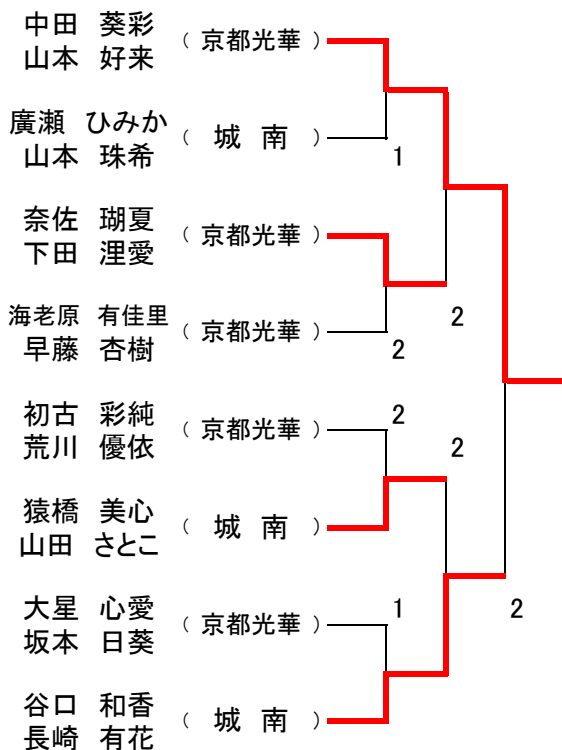 中田 葵彩
山本 好来
( 京都光華 )
廣瀬 ひみか
山本 珠希
( 城 南 )
1
奈佐 瑚夏
下田 浬愛
( 京都光華 )
海老原 有佳里
早藤 杏樹
( 京都光華 )
2
2
初古 彩純
荒川 優依
( 京都光華 )
2
2
猿橋 美心
山田 さとこ
( 城 南 )
大星 心愛
坂本 日葵
( 京都光華 )
1
2
谷口 和香
長崎 有花
( 城 南 )